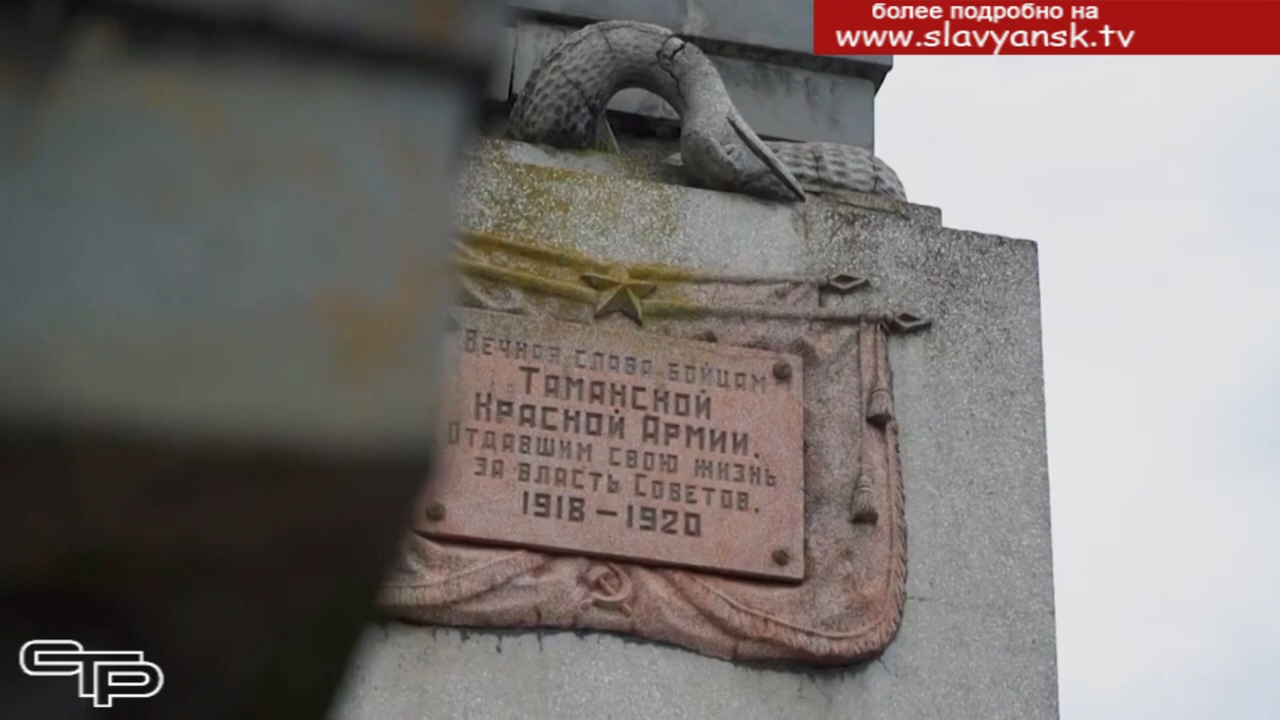 более подробно на
www.slavyansk.tv
Вечная слава бойцам
Таманской
Красной Армии.
Отдавшим свою жизнь
за власть Советов.
1918 – 1920
СТР